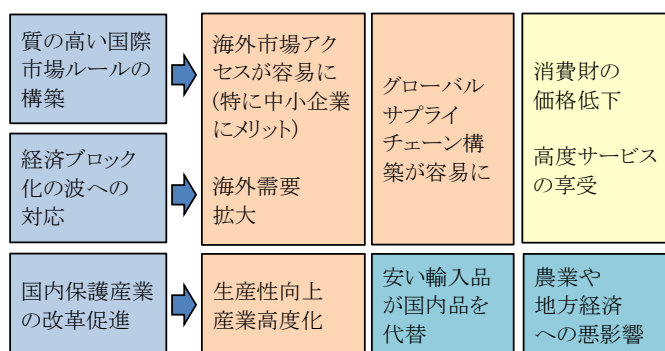 質の高い国際
市場ルールの
構築
海外市場アク
セスが容易に
(特に中小企業
にメリット)
海外需要
拡大
グローバル
サプライ
チェーン構
築が容易に
消費財の
価格低下
高度サービス
の享受
経済ブロック
化の波への
対応
国内保護産業
の改革促進
生産性向上
産業高度化
安い輸入品
が国内品を
代替
農業や
地方経済
への悪影響